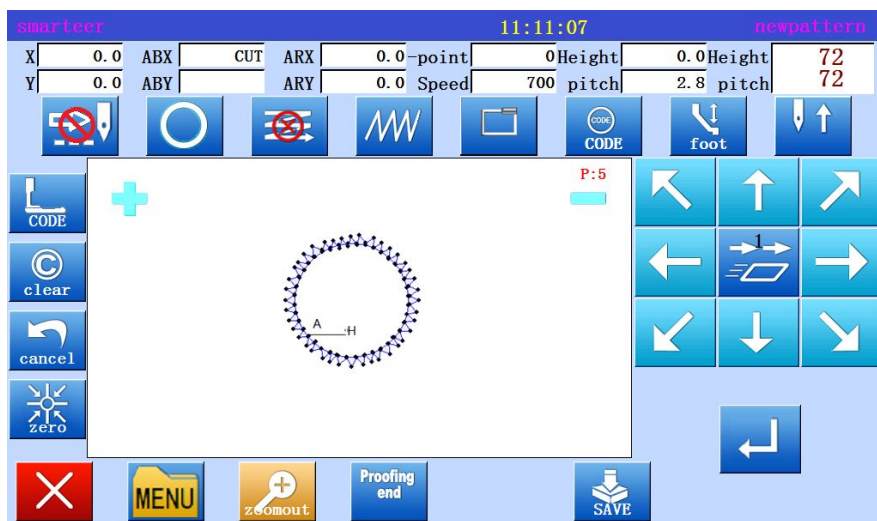 smarteer 11:11:07 newpattern
X 0.0 ABX CUT ARX 0.0 -point 0 Height 0.0 Height 72
Y 0.0 ABY ARY 0.0 Speed 700 pitch 2.8 pitch 72
CODE
CODE
foot
P:5
CODE
1
clear
A
H
cancel
zero
MENU
zoomout
Proofing
end
SAVE